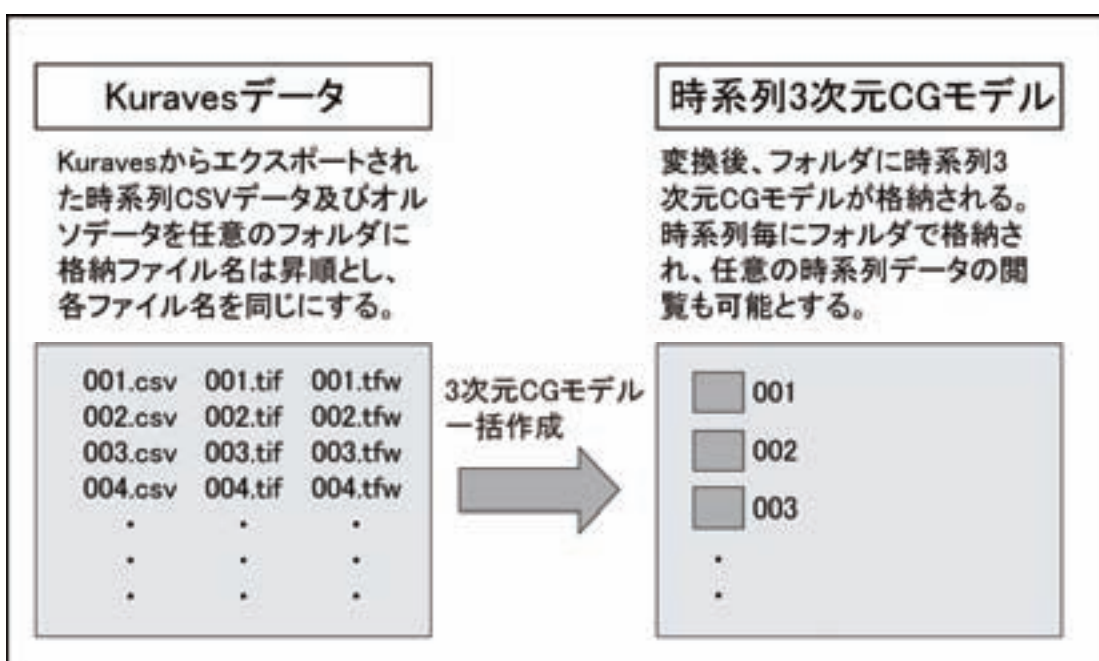 Kuravesデータ
Kuravesからエクスポートされ
た時系列CSVデータ及びオル
ソデータを任意のフォルダに
格納ファイル名は昇順とし、
各ファイル名を同じにする。
001.csv 001.tif 001.tfw
002.csv 002.tif 002.tfw
003.csv 003.tif 003.tfw
004.csv 004.tif 004.tfw
・ ・ ・
・ ・ ・
・ ・ ・
3次元CGモデル
一括作成
時系列3次元CGモデル
変換後、フォルダに時系列3
次元CGモデルが格納される。
時系列毎にフォルダで格納さ
れ、任意の時系列データの閲
覧も可能とする。
001
002
003
・
・